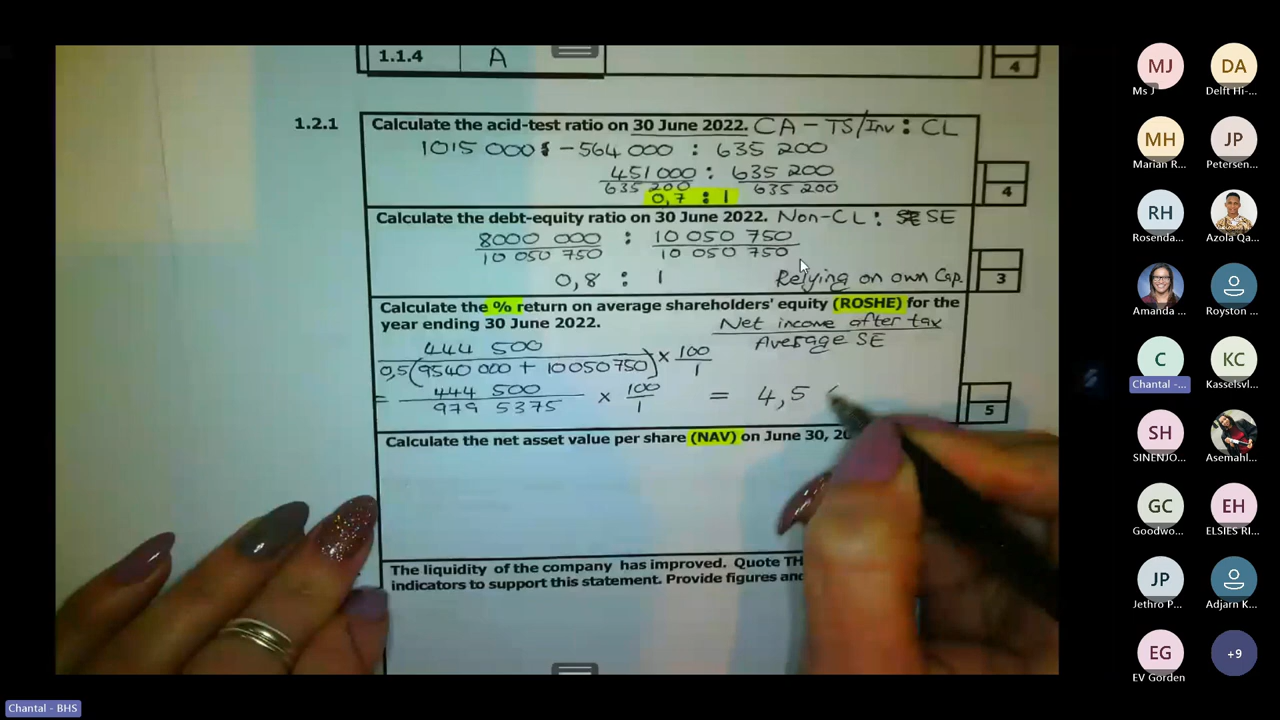 1.1.4 A
4
1.2.1
Calculate the acid-test ratio on 30 June 2022. CA - TS/Inv : CL
1015 000 - 564 000 : 635 200
451 000 : 635 200
635 200 635 200
0,7 : 1
4
Calculate the debt-equity ratio on 30 June 2022. Non-CL : SE
8000 000 : 10 050 750
10 050 750 10 050 750
0,8 : 1 Relying on own Cap.
3
Calculate the % return on average shareholders' equity (ROSHE) for the
year ending 30 June 2022. Net income after tax
Average SE
444 500 × 100
0,5(9540 000 + 10050750) 1
= 444 500 × 100 = 4,5
979 5375 1
5
Calculate the net asset value per share (NAV) on June 30, 20
The liquidity of the company has improved. Quote TH
indicators to support this statement. Provide figures and
MJ DA
Ms J Delft Hi-...
MH JP
Marian R... Petersen...
RH
Rosenda... Azola Qa...
Amanda ... Royston ...
C KC
Chantal -... Kasselsvl...
SH
SINENJO... Asemahl...
GC EH
Goodwo... ELSIES RI...
JP
Jethro P... Adjarn K...
EG +9
EV Gorden
Chantal - BHS